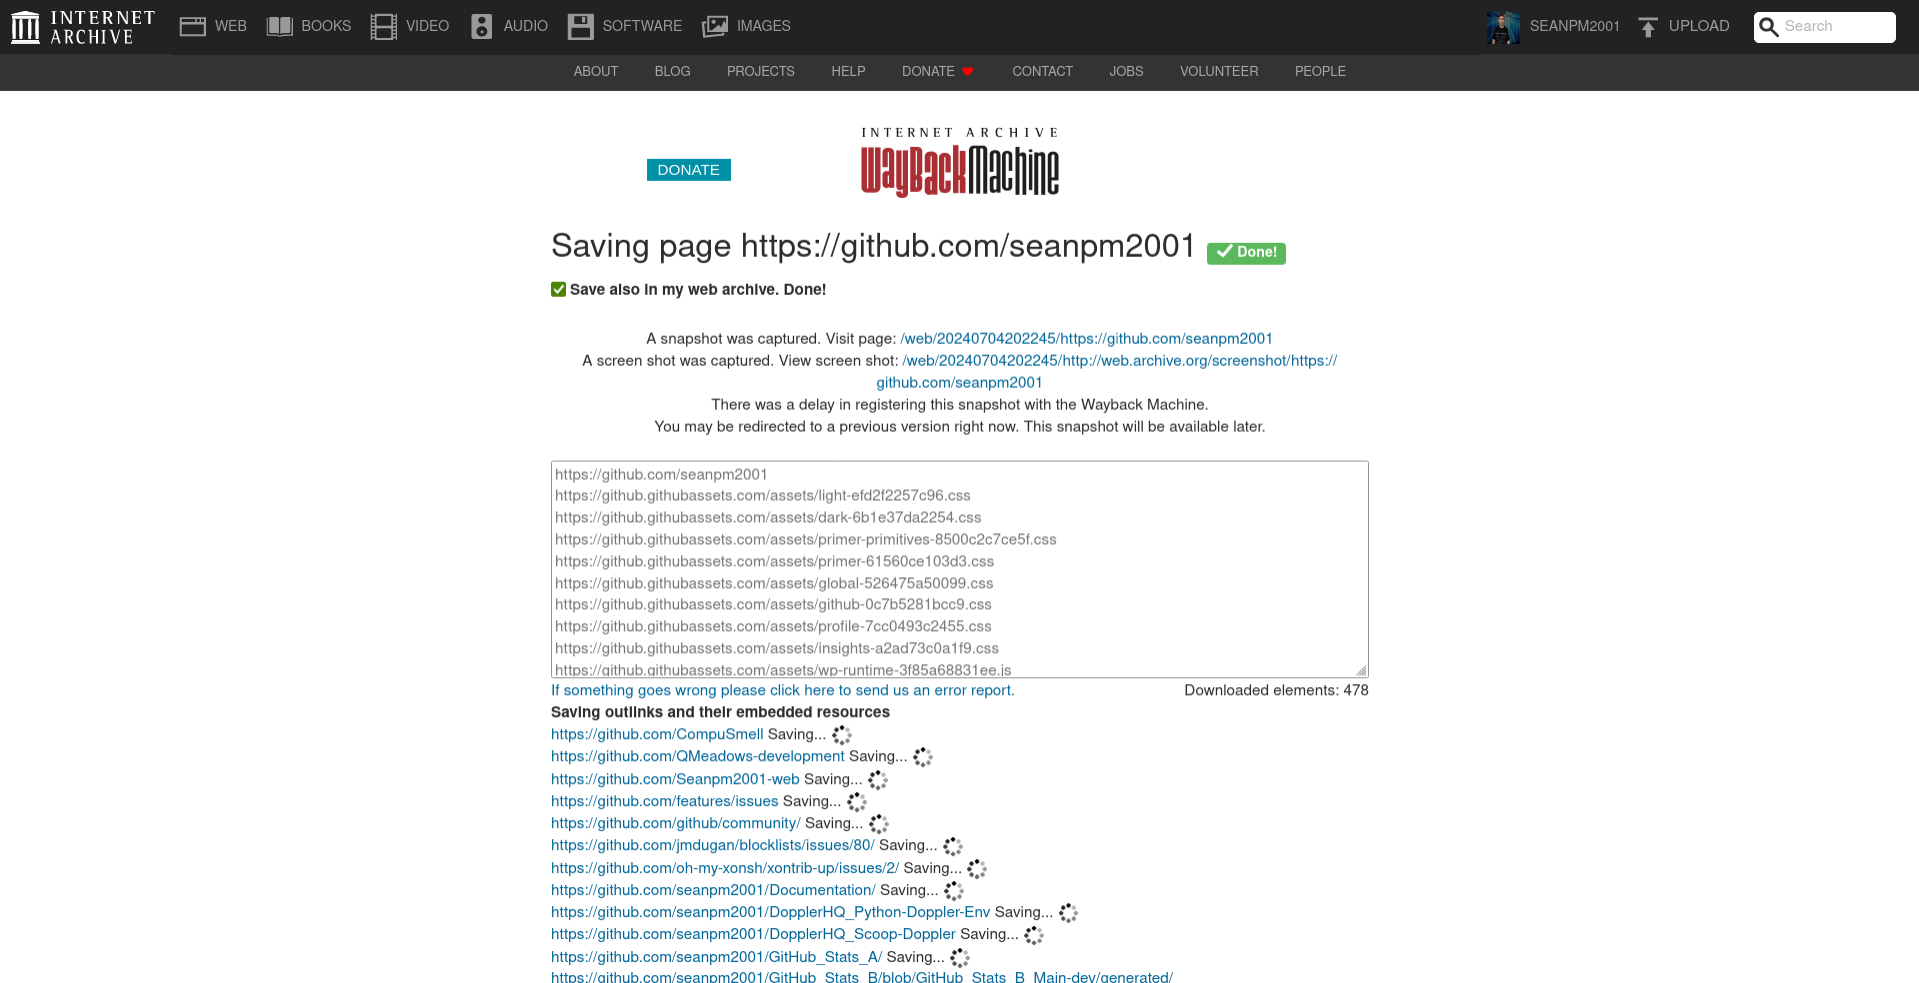 INTERNET ARCHIVE
WEB
BOOKS
VIDEO
AUDIO
SOFTWARE
IMAGES
SEANPM2001
UPLOAD
Search
ABOUT
BLOG
PROJECTS
HELP
DONATE
CONTACT
JOBS
VOLUNTEER
PEOPLE
DONATE
INTERNET ARCHIVE
WayBackMachine
Saving page https://github.com/seanpm2001 Done!
Save also in my web archive. Done!
A snapshot was captured. Visit page: /web/20240704202245/https://github.com/seanpm2001
A screen shot was captured. View screen shot: /web/20240704202245/http://web.archive.org/screenshot/https://
github.com/seanpm2001
There was a delay in registering this snapshot with the Wayback Machine.
You may be redirected to a previous version right now. This snapshot will be available later.
https://github.com/seanpm2001
https://github.githubassets.com/assets/light-efd2f2257c96.css
https://github.githubassets.com/assets/dark-6b1e37da2254.css
https://github.githubassets.com/assets/primer-primitives-8500c2c7ce5f.css
https://github.githubassets.com/assets/primer-61560ce103d3.css
https://github.githubassets.com/assets/global-526475a50099.css
https://github.githubassets.com/assets/github-0c7b5281bcc9.css
https://github.githubassets.com/assets/profile-7cc0493c2455.css
https://github.githubassets.com/assets/insights-a2ad73c0a1f9.css
https://github.githubassets.com/assets/wp-runtime-3f85a68831ee.js
If something goes wrong please click here to send us an error report.
Downloaded elements: 478
Saving outlinks and their embedded resources
https://github.com/CompuSmell Saving...
https://github.com/QMeadows-development Saving...
https://github.com/Seanpm2001-web Saving...
https://github.com/features/issues Saving...
https://github.com/github/community/ Saving...
https://github.com/jmdugan/blocklists/issues/80/ Saving...
https://github.com/oh-my-xonsh/xontrib-up/issues/2/ Saving...
https://github.com/seanpm2001/Documentation/ Saving...
https://github.com/seanpm2001/DopplerHQ_Python-Doppler-Env Saving...
https://github.com/seanpm2001/DopplerHQ_Scoop-Doppler Saving...
https://github.com/seanpm2001/GitHub_Stats_A/ Saving...
https://github.com/seanpm2001/GitHub_Stats_B/blob/GitHub_Stats_B_Main-dev/generated/